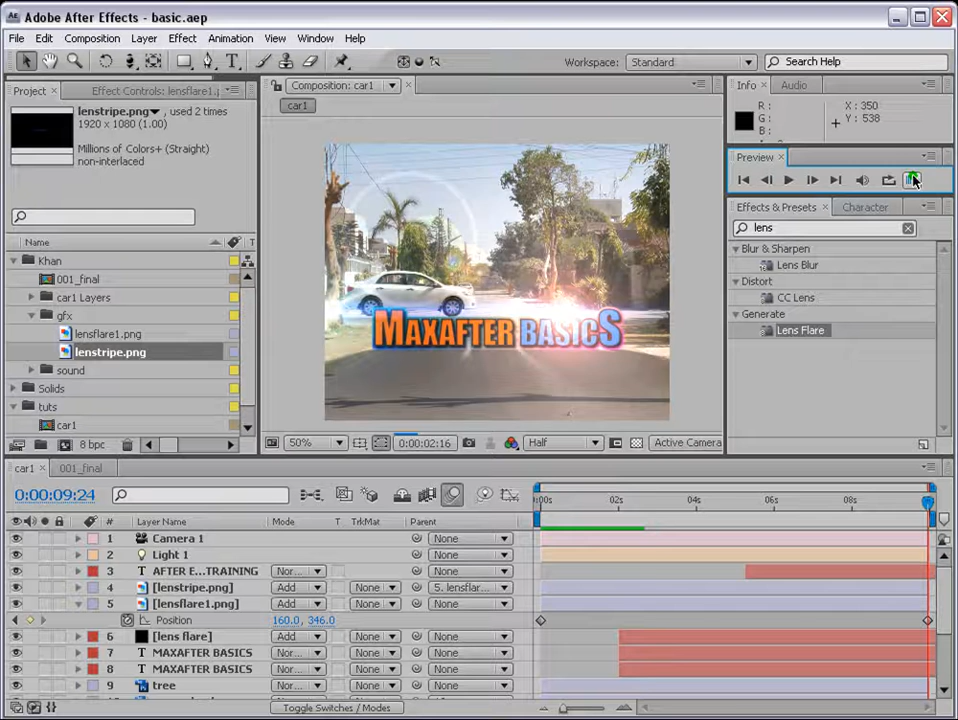 Adobe After Effects - basic.aep
File Edit Composition Layer Effect Animation View Window Help
Workspace: Standard Search Help
Project Effect Controls: lensflare1.p
Composition: car1
Info Audio
car1
lenstripe.png , used 2 times
1920 x 1080 (1.00)
Millions of Colors+ (Straight)
non-interlaced
R : X : 350
G : Y : 538
B :
Preview
Effects & Presets Character
lens
Blur & Sharpen
Lens Blur
Distort
CC Lens
Generate
Lens Flare
Name T
Khan
001_final
car1 Layers
gfx
lensflare1.png
lenstripe.png
sound
Solids
tuts
car1
8 bpc
MAXAFTER BASICS
50% 0:00:02:16 Half Active Camera
car1 001_final
0:00:09:24
:00s 02s 04s 06s 08s
# Layer Name Mode T TrkMat Parent
1 Camera 1 None
2 Light 1 None
3 T AFTER E...TRAINING Nor... None
4 [lenstripe.png] Add None 5. lensflar...
5 [lensflare1.png] Add None None
Position 160.0, 346.0
6 [lens flare] Add None None
7 T MAXAFTER BASICS Nor... None None
8 T MAXAFTER BASICS Nor... None None
9 tree Nor... None None
Toggle Switches / Modes